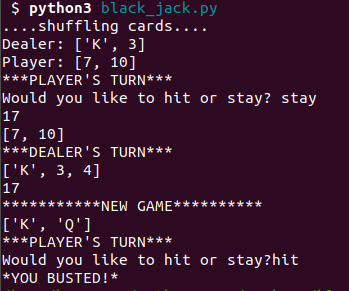 $ python3 black_jack.py
....shuffling cards....
Dealer: ['K', 3]
Player: [7, 10]
***PLAYER'S TURN***
Would you like to hit or stay? stay
17
[7, 10]
***DEALER'S TURN***
['K', 3, 4]
17
***********NEW GAME**********
['K', 'Q']
***PLAYER'S TURN***
Would you like to hit or stay?hit
*YOU BUSTED!*